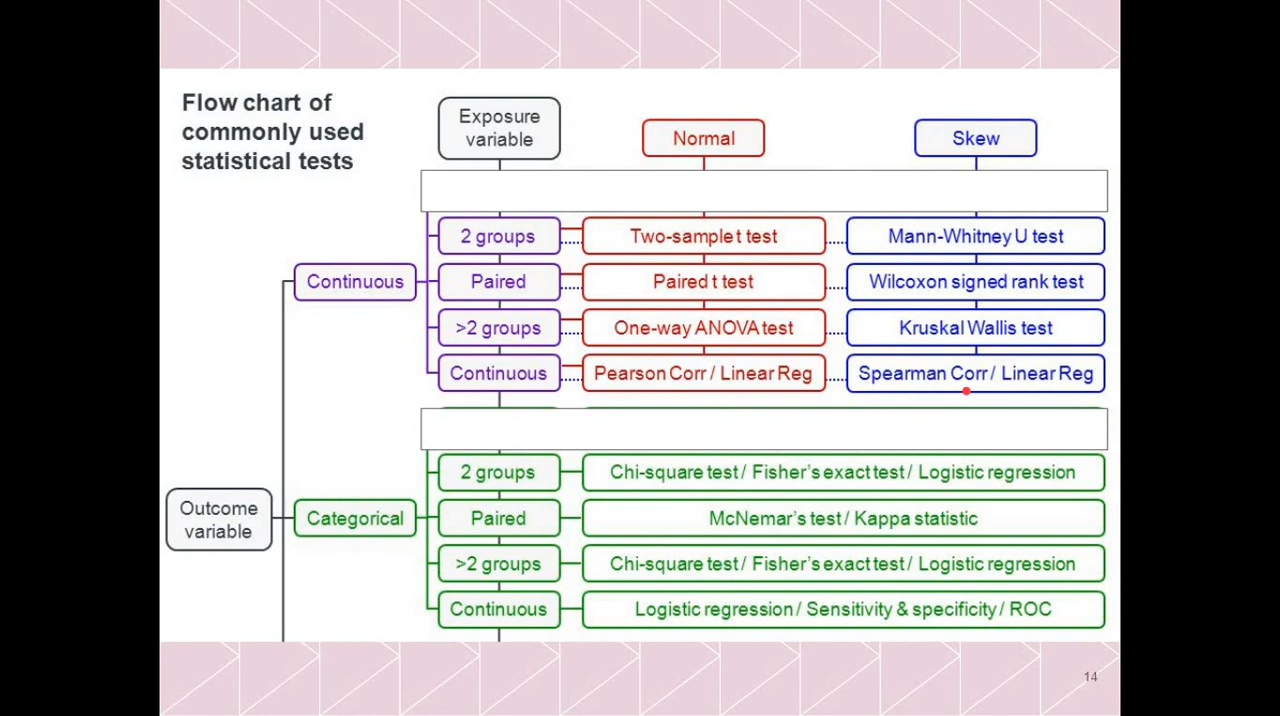 Flow chart of
commonly used
statistical tests
Exposure
variable
Normal
Skew
2 groups
Two-sample t test
Mann-Whitney U test
Continuous
Paired
Paired t test
Wilcoxon signed rank test
>2 groups
One-way ANOVA test
Kruskal Wallis test
Continuous
Pearson Corr / Linear Reg
Spearman Corr / Linear Reg
2 groups
Chi-square test / Fisher's exact test / Logistic regression
Outcome
variable
Categorical
Paired
McNemar's test / Kappa statistic
>2 groups
Chi-square test / Fisher's exact test / Logistic regression
Continuous
Logistic regression / Sensitivity & specificity / ROC
14